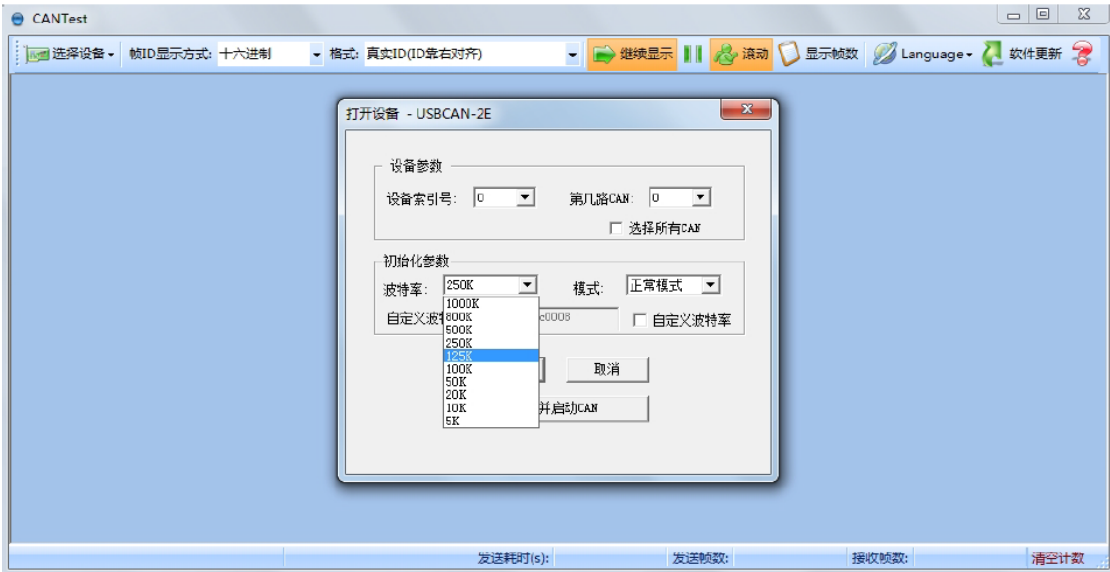 CANTest
选择设备 帧ID显示方式: 十六进制 格式: 真实ID(ID靠右对齐) 继续显示 滚动 显示帧数 Language 软件更新
打开设备 - USBCAN-2E
设备参数
设备索引号: 0 第几路CAN: 0
选择所有CAN
初始化参数
波特率: 250K 模式: 正常模式
1000K
自定义波 800K c0008 自定义波特率
500K
250K
125K
100K 取消
50K
20K
10K 并启动CAN
5K
发送耗时(s): 发送帧数: 接收帧数: 清空计数